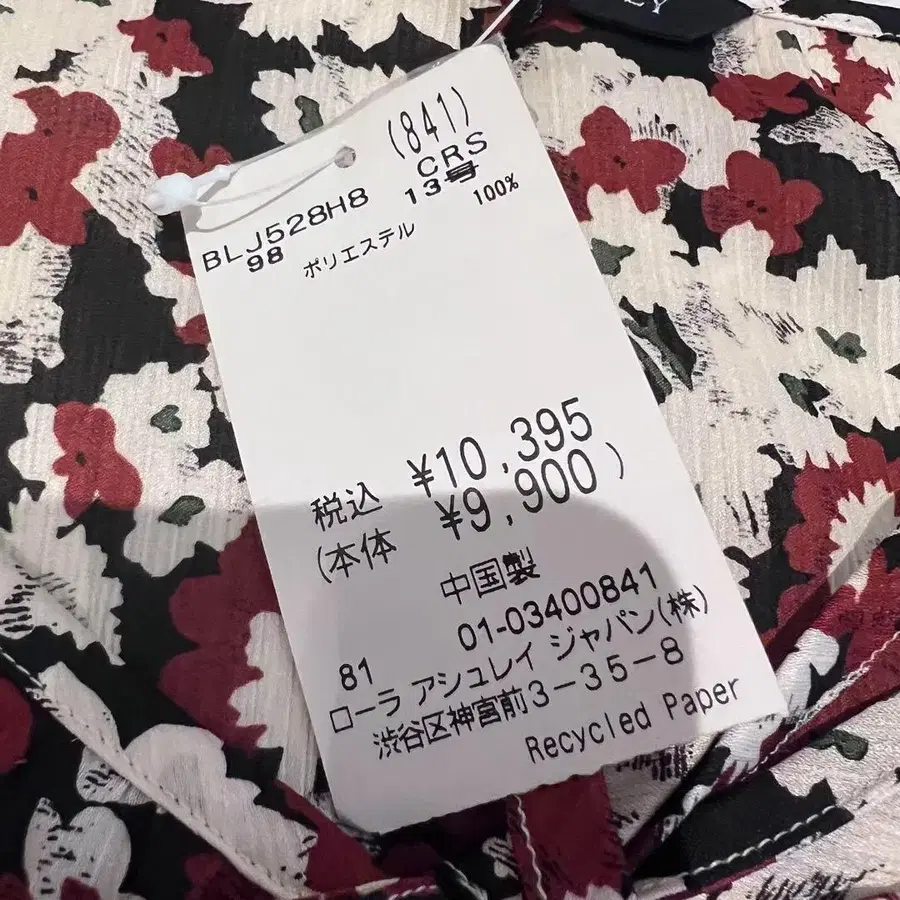 LEY
(841)
CRS
BLJ528H8 13号
98 ポリエステル 100%
税込 ¥10,395
(本体 ¥9,900)
中国製
01-03400841
81
ローラ アシュレイ ジャパン(株)
渋谷区神宮前3-35-8
Recycled Paper